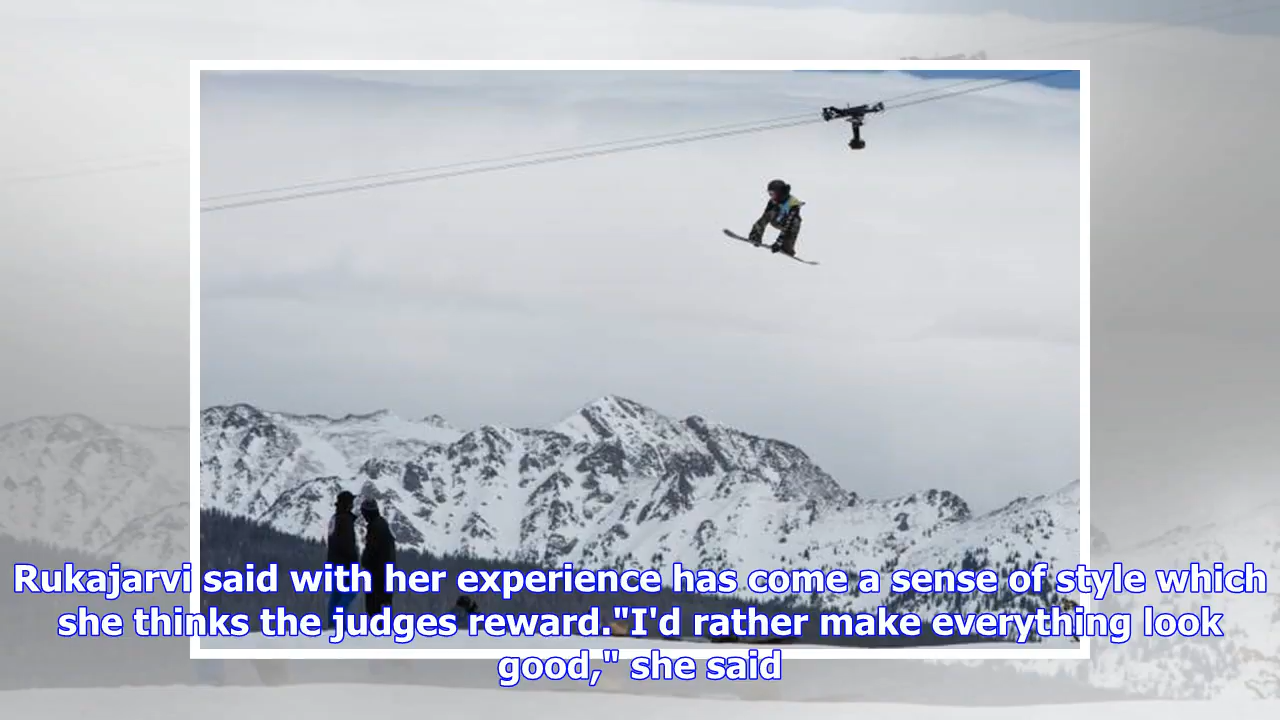 Rukajarvi said with her experience has come a sense of style which
she thinks the judges reward."I'd rather make everything look
good," she said